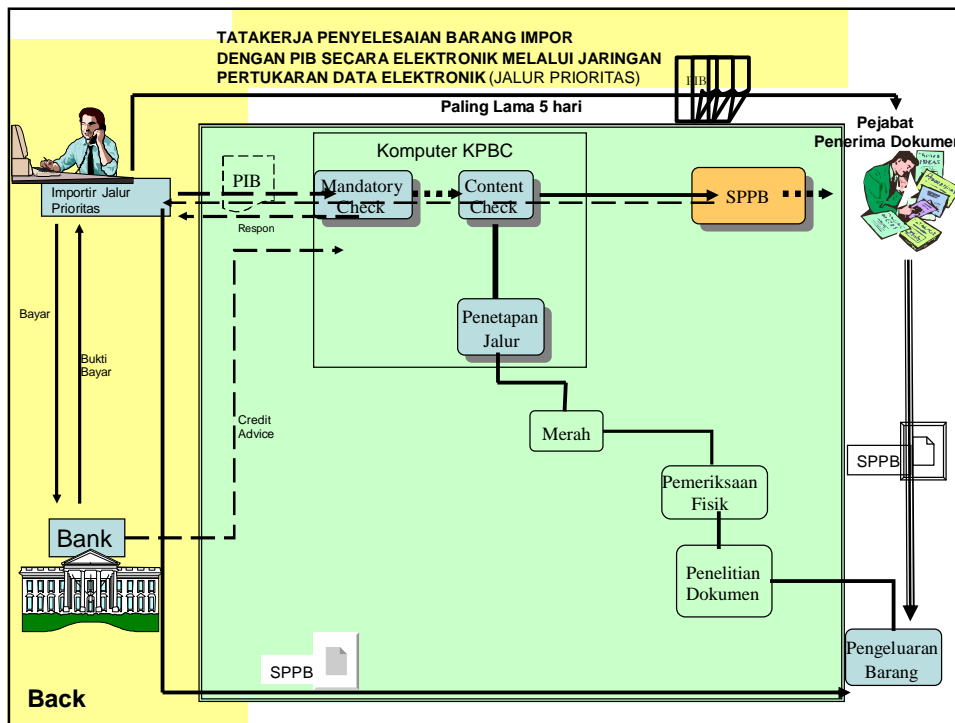 TATAKERJA PENYELESAIAN BARANG IMPOR
DENGAN PIB SECARA ELEKTRONIK MELALUI JARINGAN
PERTUKARAN DATA ELEKTRONIK (JALUR PRIORITAS)
PIB
Paling Lama 5 hari
Pejabat
Penerima Dokumen
Komputer KPBC
Importir Jalur
Prioritas
PIB
Mandatory
Check
Content
Check
SPPB
Respon
Bayar
Bukti
Bayar
Penetapan
Jalur
Credit
Advice
Merah
SPPB
Pemeriksaan
Fisik
Bank
Penelitian
Dokumen
Pengeluaran
Barang
SPPB
Back